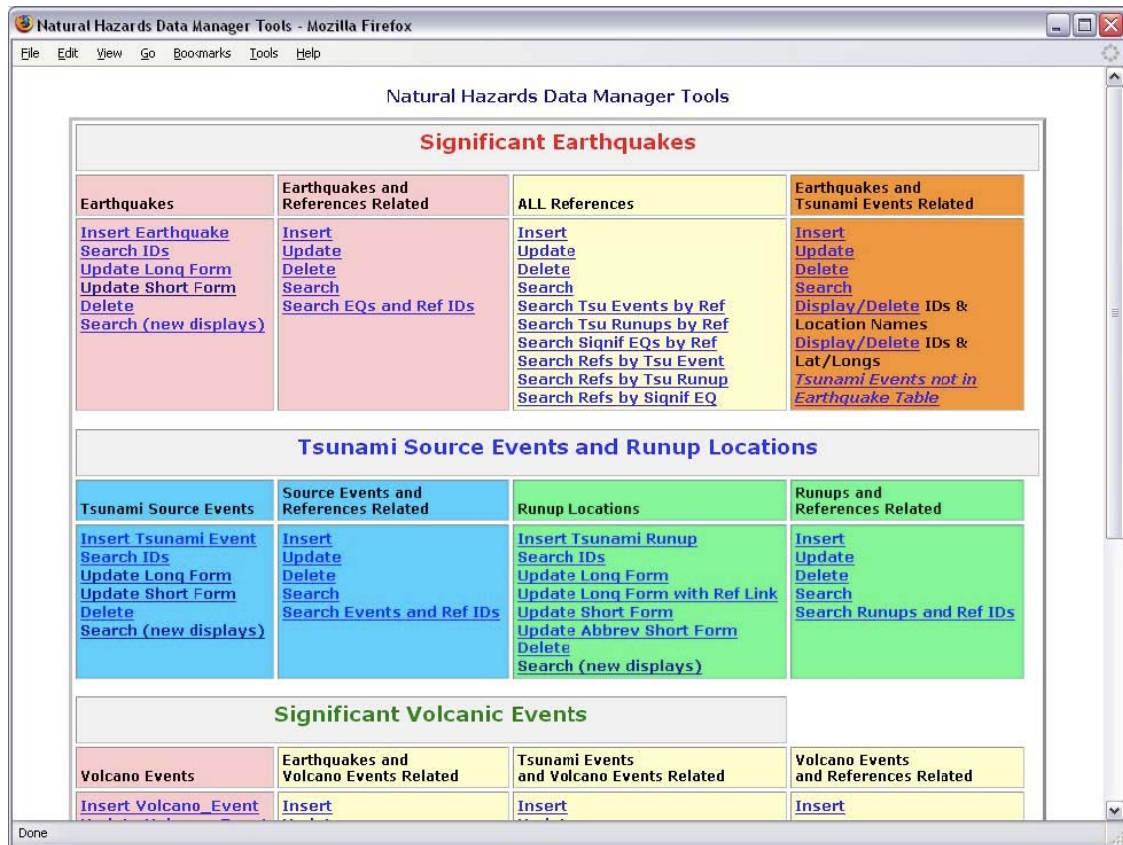 Natural Hazards Data Manager Tools - Mozilla Firefox
File Edit View Go Bookmarks Tools Help
Natural Hazards Data Manager Tools
Significant Earthquakes
Earthquakes
Earthquakes and
References Related
ALL References
Earthquakes and
Tsunami Events Related
Insert Earthquake
Search IDs
Update Long Form
Update Short Form
Delete
Search (new displays)
Insert
Update
Delete
Search
Search EQs and Ref IDs
Insert
Update
Delete
Search
Search Tsu Events by Ref
Search Tsu Runups by Ref
Search Signif EQs by Ref
Search Refs by Tsu Event
Search Refs by Tsu Runup
Search Refs by Signif EQ
Insert
Update
Delete
Search
Display/Delete IDs &
Location Names
Display/Delete IDs &
Lat/Longs
Tsunami Events not in
Earthquake Table
Tsunami Source Events and Runup Locations
Tsunami Source Events
Source Events and
References Related
Runup Locations
Runups and
References Related
Insert Tsunami Event
Search IDs
Update Long Form
Update Short Form
Delete
Search (new displays)
Insert
Update
Delete
Search
Search Events and Ref IDs
Insert Tsunami Runup
Search IDs
Update Long Form
Update Long Form with Ref Link
Update Short Form
Update Abbrev Short Form
Delete
Search (new displays)
Insert
Update
Delete
Search
Search Runups and Ref IDs
Significant Volcanic Events
Volcano Events
Earthquakes and
Volcano Events Related
Tsunami Events
and Volcano Events Related
Volcano Events
and References Related
Insert Volcano_Event
Insert
Insert
Insert
Done